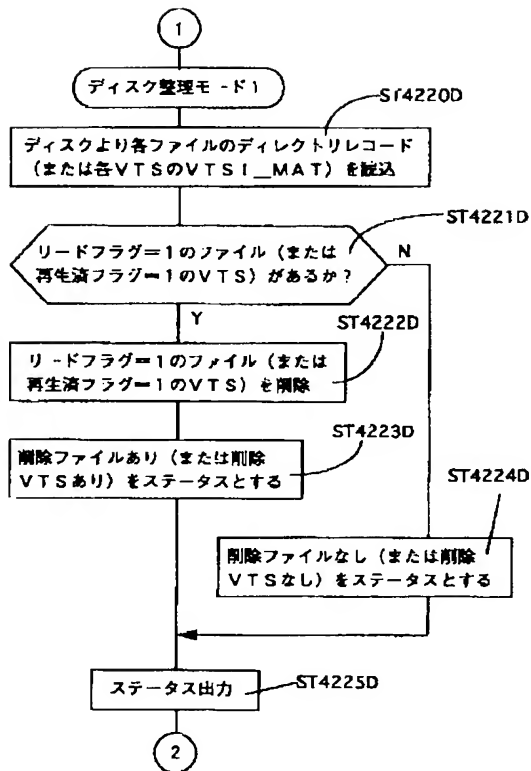 1
ディスク整理モード1
ST4220D
ディスクより各ファイルのディレクトリレコード
(または各VTSのVTSI_MAT)を読込
ST4221D
リードフラグ=1のファイル(または
再生済フラグ=1のVTS)があるか?
N
Y
ST4222D
リードフラグ=1のファイル(または
再生済フラグ=1のVTS)を削除
ST4223D
削除ファイルあり(または削除
VTSあり)をステータスとする
ST4224D
削除ファイルなし(または削除
VTSなし)をステータスとする
ステータス出力
ST4225D
2